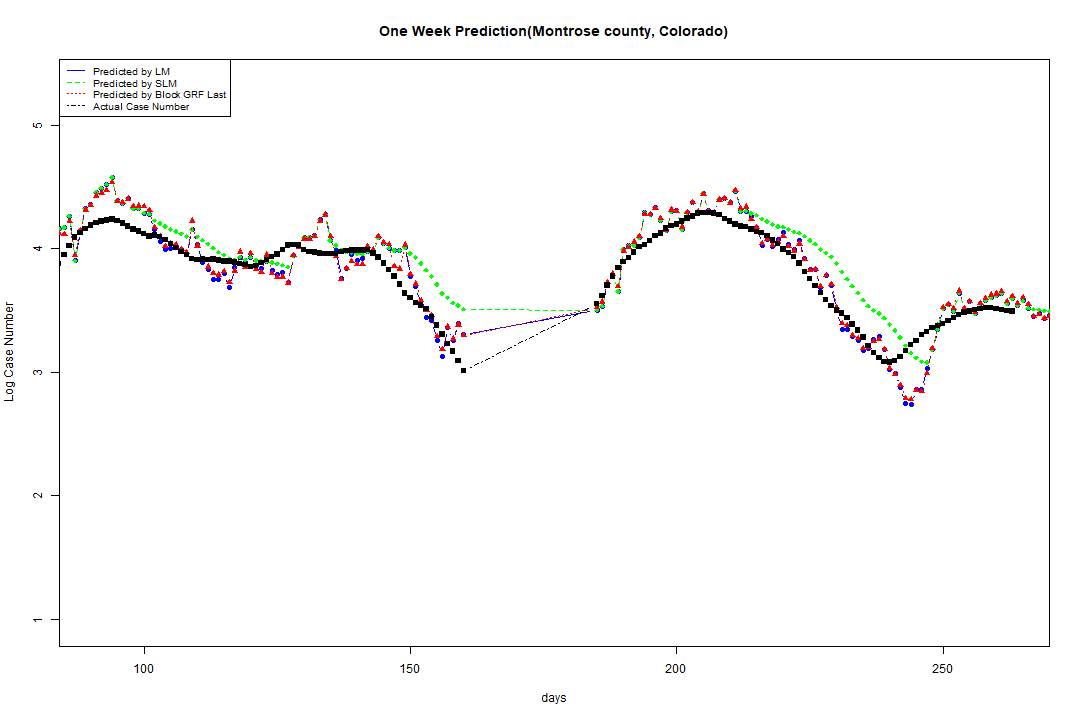 One Week Prediction(Montrose county, Colorado)
Predicted by LM
Predicted by SLM
Predicted by Block GRF Last
Actual Case Number
5
4
3
2
1
Log Case Number
100 150 200 250
days